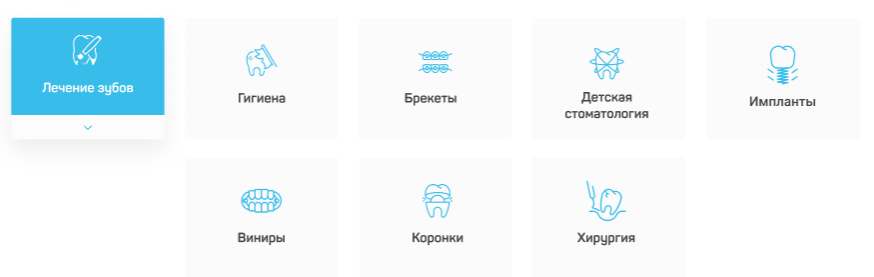 Лечение зубов
Гигиена
Брекеты
Детская
стоматология
Импланты
Виниры
Коронки
Хирургия